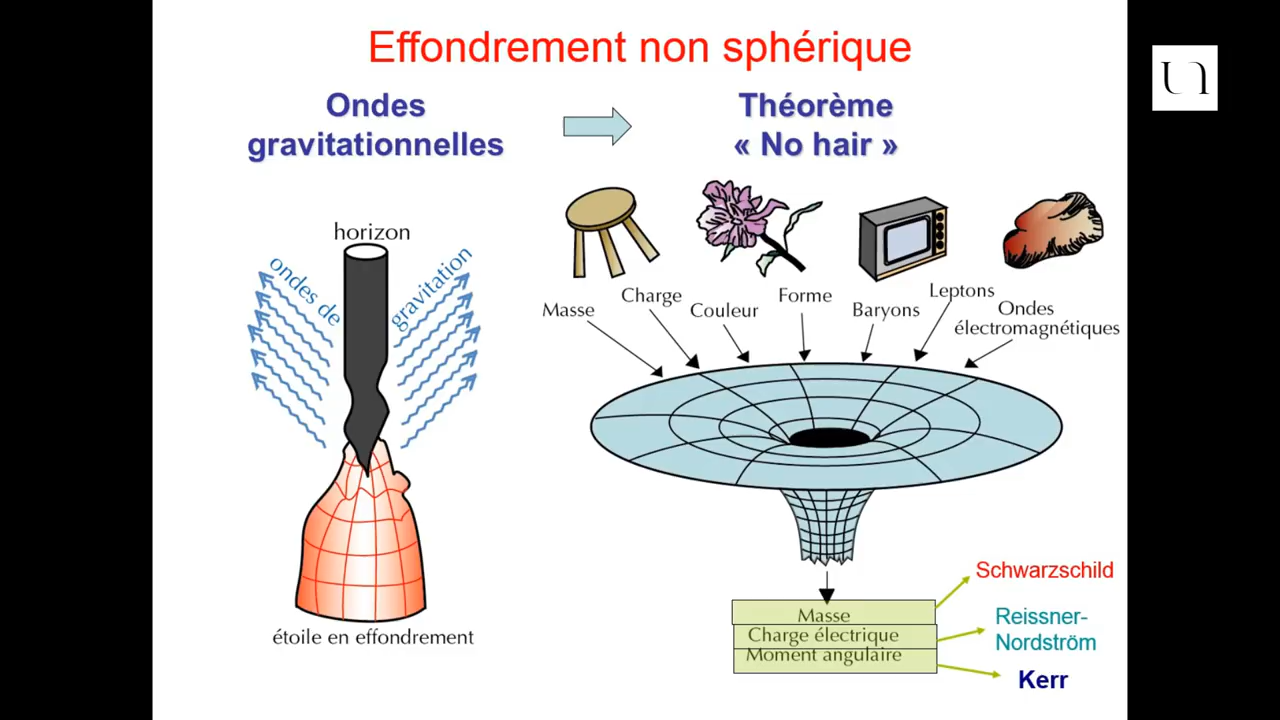 Effondrement non sphérique
Ondes
gravitationnelles
Théorème
« No hair »
horizon
ondes de
gravitation
étoile en effondrement
Masse
Charge
Couleur
Forme
Baryons
Leptons
Ondes
électromagnétiques
Masse
Charge électrique
Moment angulaire
Schwarzschild
Reissner-
Nordström
Kerr